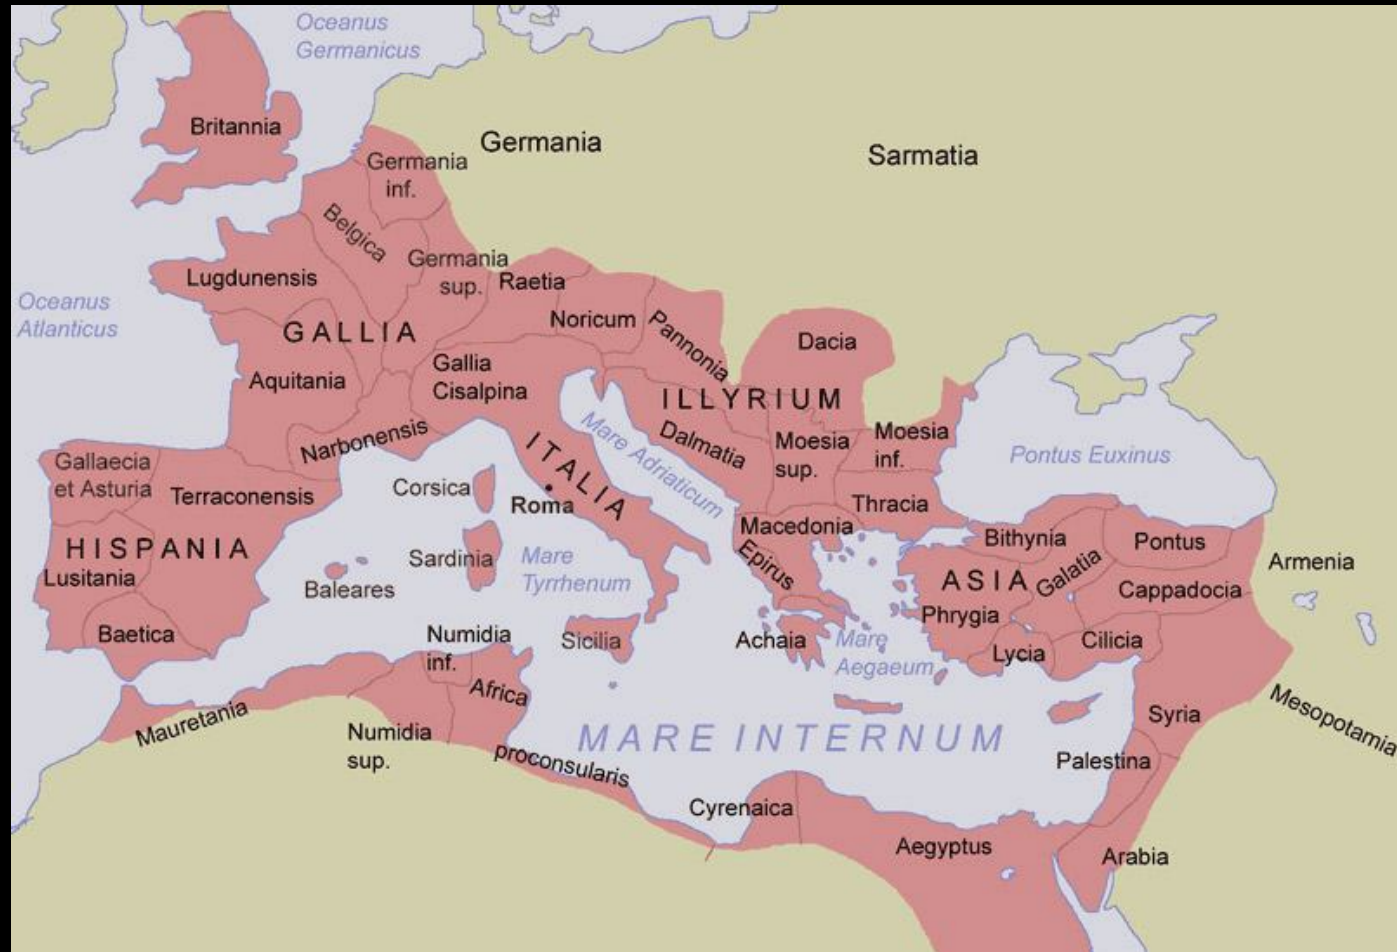 Oceanus
Germanicus
Britannia
Germania
Sarmatia
Germania
inf.
Belgica
Germania
sup.
Lugdunensis
Raetia
Oceanus
Atlanticus
GALLIA
Noricum
Pannonia
Dacia
Gallia
Cisalpina
Aquitania
ILLYRIUM
Narbonensis
ITALIA
Mare Adriaticum
Dalmatia
Moesia
sup.
Moesia
inf.
Pontus Euxinus
Gallaecia
et Asturia
Terraconensis
Corsica
Roma
Thracia
Macedonia
Bithynia
Pontus
HISPANIA
Sardinia
Mare
Tyrrhenum
Epirus
ASIA
Galatia
Armenia
Lusitania
Baleares
Cappadocia
Phrygia
Baetica
Numidia
inf.
Sicilia
Achaia
Mare
Aegaeum
Lycia
Cilicia
Africa
Mauretania
Numidia
sup.
MARE INTERNUM
Syria
Mesopotamia
proconsularis
Palestina
Cyrenaica
Aegyptus
Arabia